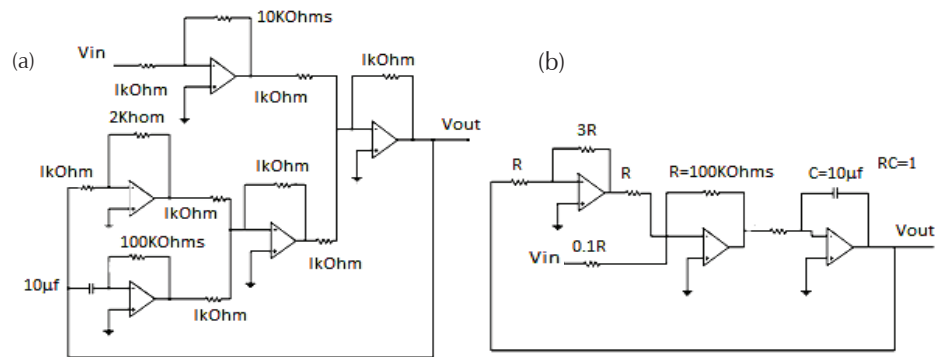 (a)
Vin
10KOhms
IkOhm
IkOhm
IkOhm
Vout
2Khom
IkOhm
IkOhm
IkOhm
IkOhm
100KOhms
10µf
IkOhm
(b)
3R
R
R
R=100KOhms
C=10µf
RC=1
Vin
0.1R
Vout